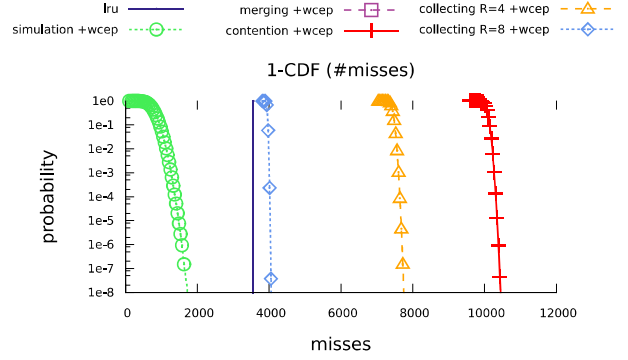 lru merging +wcep collecting R=4 +wcep
simulation +wcep contention +wcep collecting R=8 +wcep
1-CDF (#misses)
1e0
1e-1
1e-2
1e-3
1e-4
1e-5
1e-6
1e-7
1e-8
probability
0 2000 4000 6000 8000 10000 12000
misses